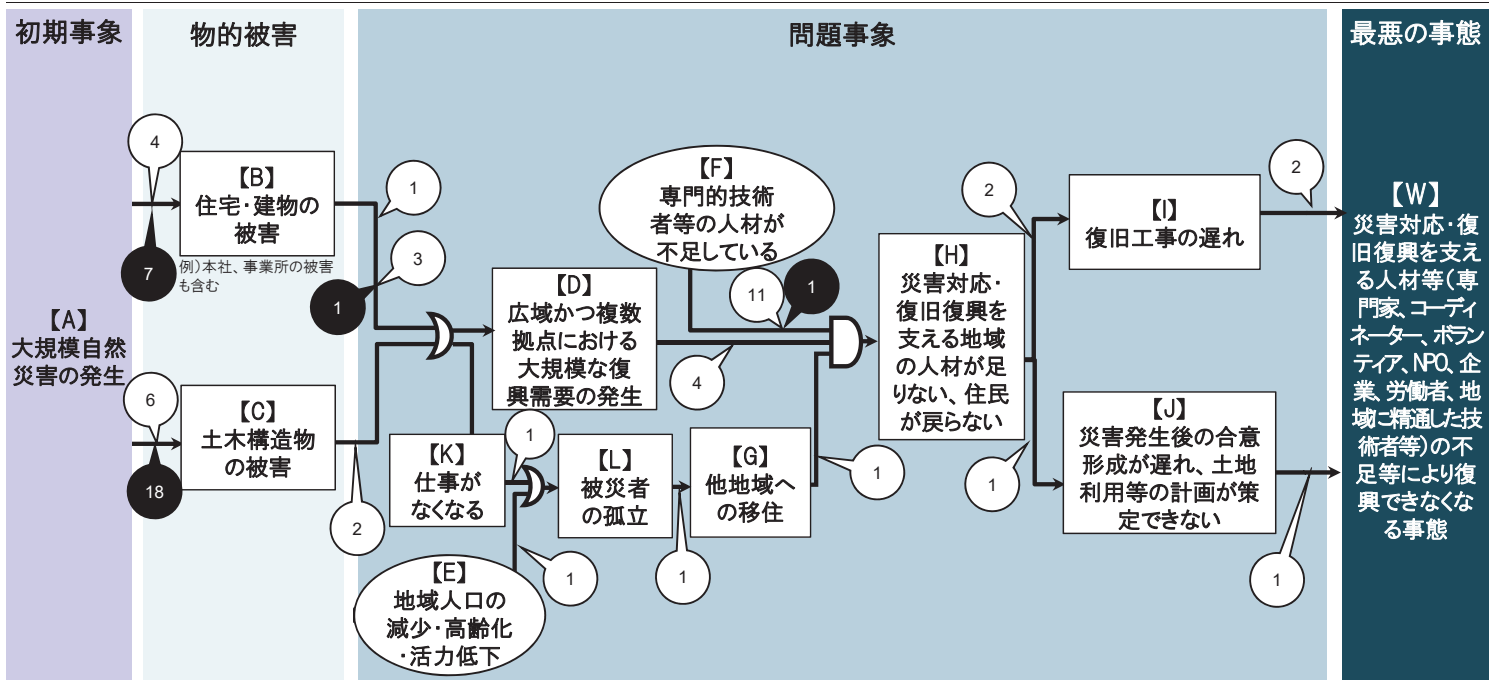 初期事象
物的被害
問題事象
最悪の事態
【A】
大規模自然
災害の発生
4
7
【B】
住宅・建物の
被害
例)本社、事業所の被害
も含む
6
18
【C】
土木構造物
の被害
1
3
1
2
【D】
広域かつ複数
拠点における
大規模な復
興需要の発生
【K】
仕事が
なくなる
1
【E】
地域人口の
減少・高齢化
・活力低下
1
【L】
被災者
の孤立
1
【G】
他地域へ
の移住
1
【F】
専門的技術
者等の人材が
不足している
11
1
4
【H】
災害対応・
復旧復興を
支える地域
の人材が足
りない、住民
が戻らない
2
1
【I】
復旧工事の遅れ
2
【J】
災害発生後の合意
形成が遅れ、土地
利用等の計画が策
定できない
1
【W】
災害対応・復
旧復興を支え
る人材等(専
門家、コーディ
ネーター、ボラン
ティア、NPO、企
業、労働者、地
域に精通した技
術者等)の不
足等により復
興できなくな
る事態